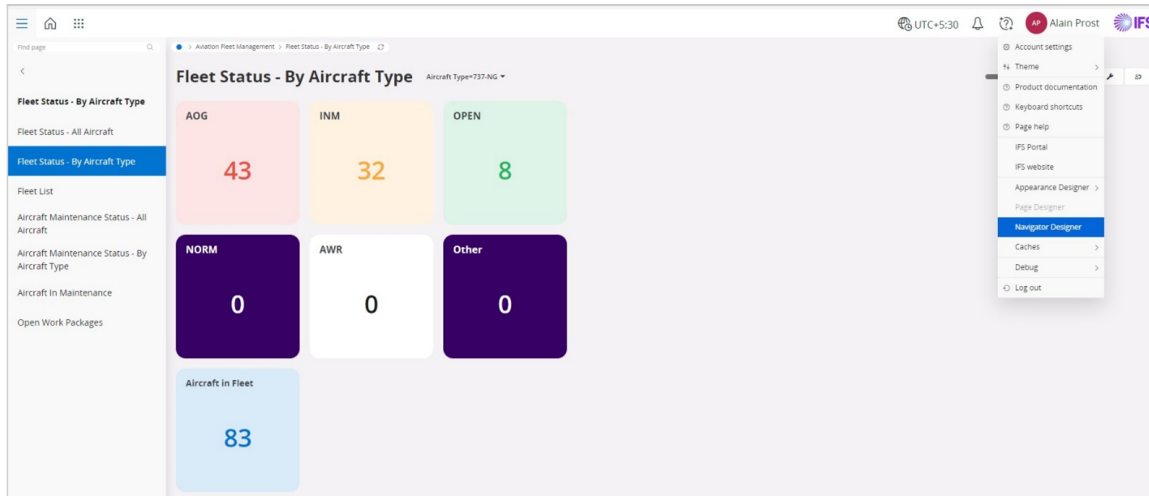 UTC+5:30 AP Alain Prost IFS
Find page
Aviation Fleet Management > Fleet Status - By Aircraft Type
Fleet Status - By Aircraft Type Aircraft Type=737-NG
Fleet Status - By Aircraft Type
Fleet Status - All Aircraft
Fleet Status - By Aircraft Type
Fleet List
Aircraft Maintenance Status - All
Aircraft
Aircraft Maintenance Status - By
Aircraft Type
Aircraft In Maintenance
Open Work Packages
AOG
43
INM
32
OPEN
8
NORM
0
AWR
0
Other
0
Aircraft in Fleet
83
Account settings
Theme
Product documentation
Keyboard shortcuts
Page help
IFS Portal
IFS website
Appearance Designer
Page Designer
Navigator Designer
Caches
Debug
Log out